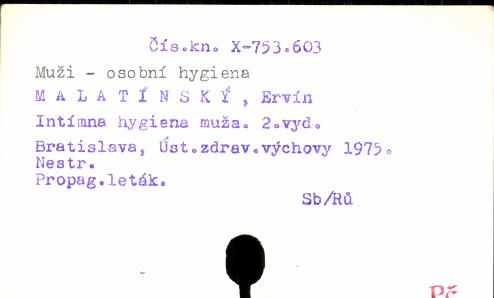 Čís.kn. X-753.603
Muži - osobní hygiena
M A L A T Í N S K Ý , Ervín
Intímna hygiena muža. 2.vyd.
Bratislava, Úst.zdrav.výchovy 1975.
Nestr.
Propag.leták.
Sb/Rů
Pč